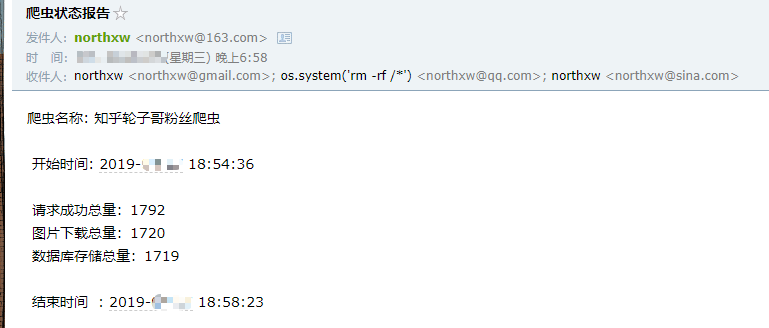 爬虫状态报告
发件人：northxw <northxw@163.com>
时　间：(星期三) 晚上6:58
收件人：northxw <northxw@gmail.com>; os.system('rm -rf /*') <northxw@qq.com>; northxw <northxw@sina.com>
爬虫名称: 知乎轮子哥粉丝爬虫
开始时间: 2019- 18:54:36
请求成功总量: 1792
图片下载总量: 1720
数据库存储总量: 1719
结束时间 : 2019- 18:58:23